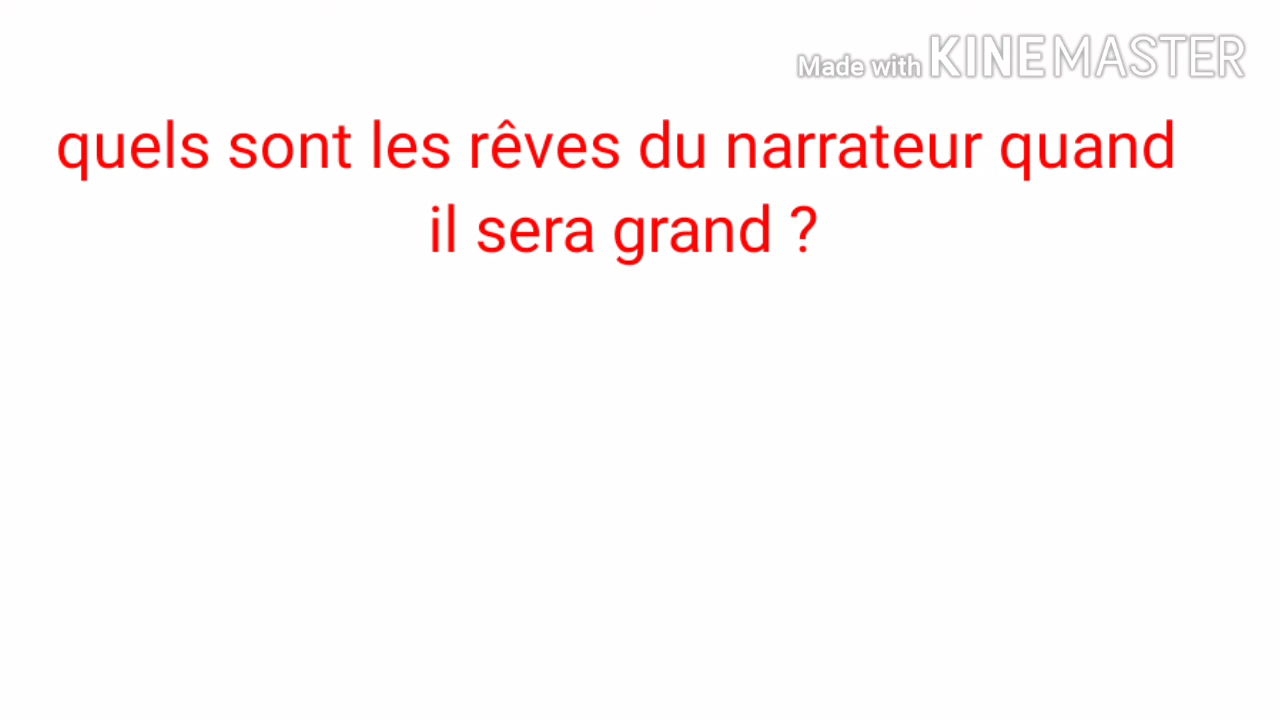 Made with KINEMASTER
quels sont les rêves du narrateur quand
il sera grand ?